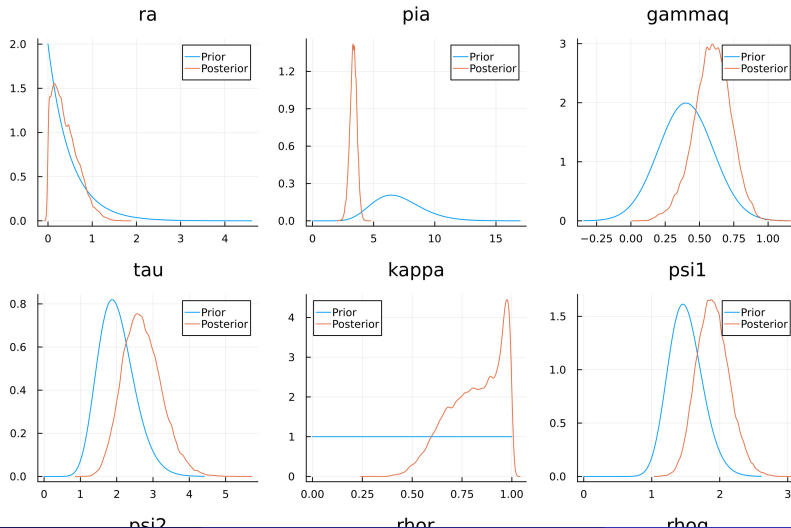 ra
pia
gammaq
2.0
1.5
1.0
0.5
0.0
0
1
2
3
4
Prior
Posterior
1.2
0.9
0.6
0.3
0.0
0
5
10
15
Prior
Posterior
3
2
1
0
−0.25
0.00
0.25
0.50
0.75
1.00
Prior
Posterior
tau
kappa
psi1
0.8
0.6
0.4
0.2
0.0
0
1
2
3
4
5
Prior
Posterior
4
3
2
1
0
0.00
0.25
0.50
0.75
1.00
Prior
Posterior
1.5
1.0
0.5
0.0
0
1
2
3
Prior
Posterior
psi2
rhor